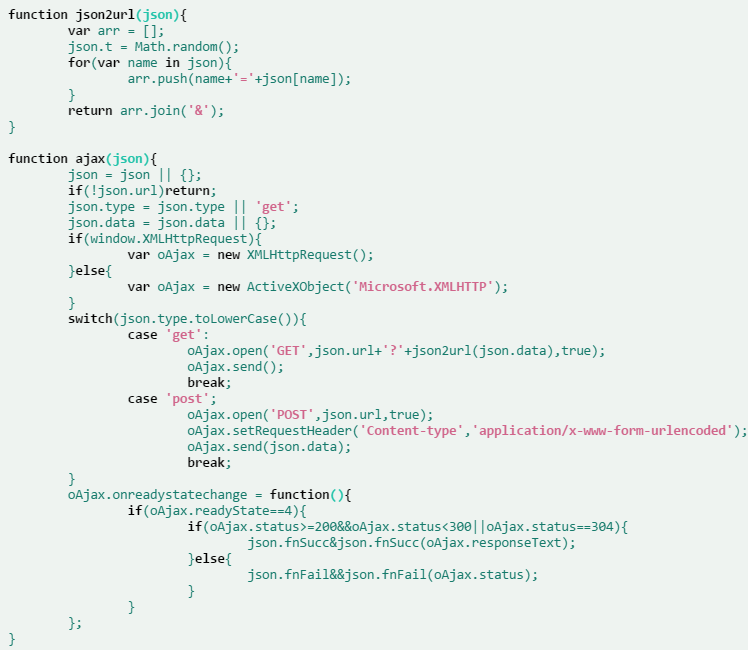 function json2url(json){
        var arr = [];
        json.t = Math.random();
        for(var name in json){
                arr.push(name+'='+json[name]);
        }
        return arr.join('&');
}

function ajax(json){
        json = json || {};
        if(!json.url)return;
        json.type = json.type || 'get';
        json.data = json.data || {};
        if(window.XMLHttpRequest){
                var oAjax = new XMLHttpRequest();
        }else{
                var oAjax = new ActiveXObject('Microsoft.XMLHTTP');
        }
        switch(json.type.toLowerCase()){
                case 'get':
                        oAjax.open('GET',json.url+'?'+json2url(json.data),true);
                        oAjax.send();
                        break;
                case 'post';
                        oAjax.open('POST',json.url,true);
                        oAjax.setRequestHeader('Content-type','application/x-www-form-urlencoded');
                        oAjax.send(json.data);
                        break;
        }
        oAjax.onreadystatechange = function(){
                if(oAjax.readyState==4){
                        if(oAjax.status>=200&&oAjax.status<300||oAjax.status==304){
                                json.fnSucc&json.fnSucc(oAjax.responseText);
                        }else{
                                json.fnFail&&json.fnFail(oAjax.status);
                        }
                }
        };
}